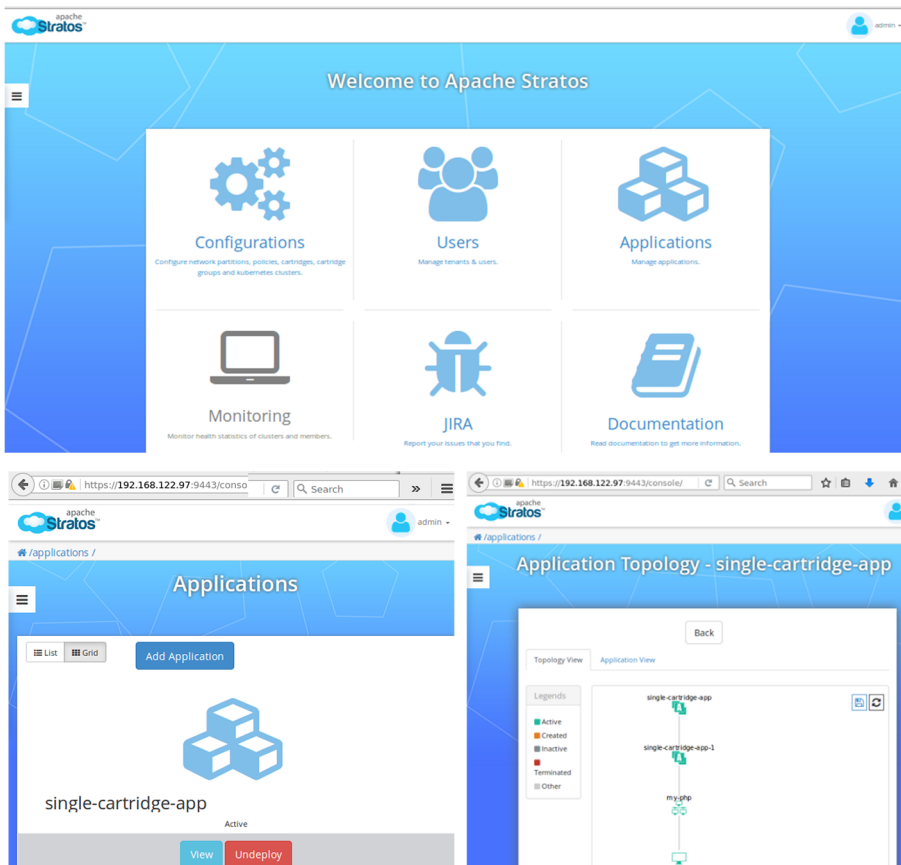 apache
Stratos™
admin
Welcome to Apache Stratos
Configurations
Configure network partitions, policies, cartridges, cartridge
groups and kubernetes clusters.
Users
Manage tenants & users.
Applications
Manage applications.
Monitoring
Monitor health statistics of clusters and members.
JIRA
Report your issues that you find.
Documentation
Read documentation to get more information.
https://192.168.122.97:9443/conso
Search
apache
Stratos™
admin
/applications /
Applications
List
Grid
Add Application
single-cartridge-app
Active
View
Undeploy
https://192.168.122.97:9443/console/
Search
apache
Stratos™
/applications /
Application Topology - single-cartridge-app
Back
Topology View
Application View
Legends
Active
Created
Inactive
Terminated
Other
single-cartridge-app
single-cartridge-app-1
my-php